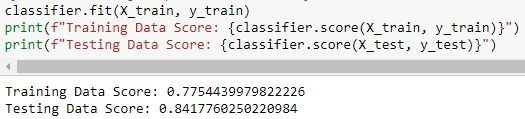 classifier.fit(X_train, y_train)
print(f"Training Data Score: {classifier.score(X_train, y_train)}")
print(f"Testing Data Score: {classifier.score(X_test, y_test)}")
Training Data Score: 0.7754439979822226
Testing Data Score: 0.8417760250220984